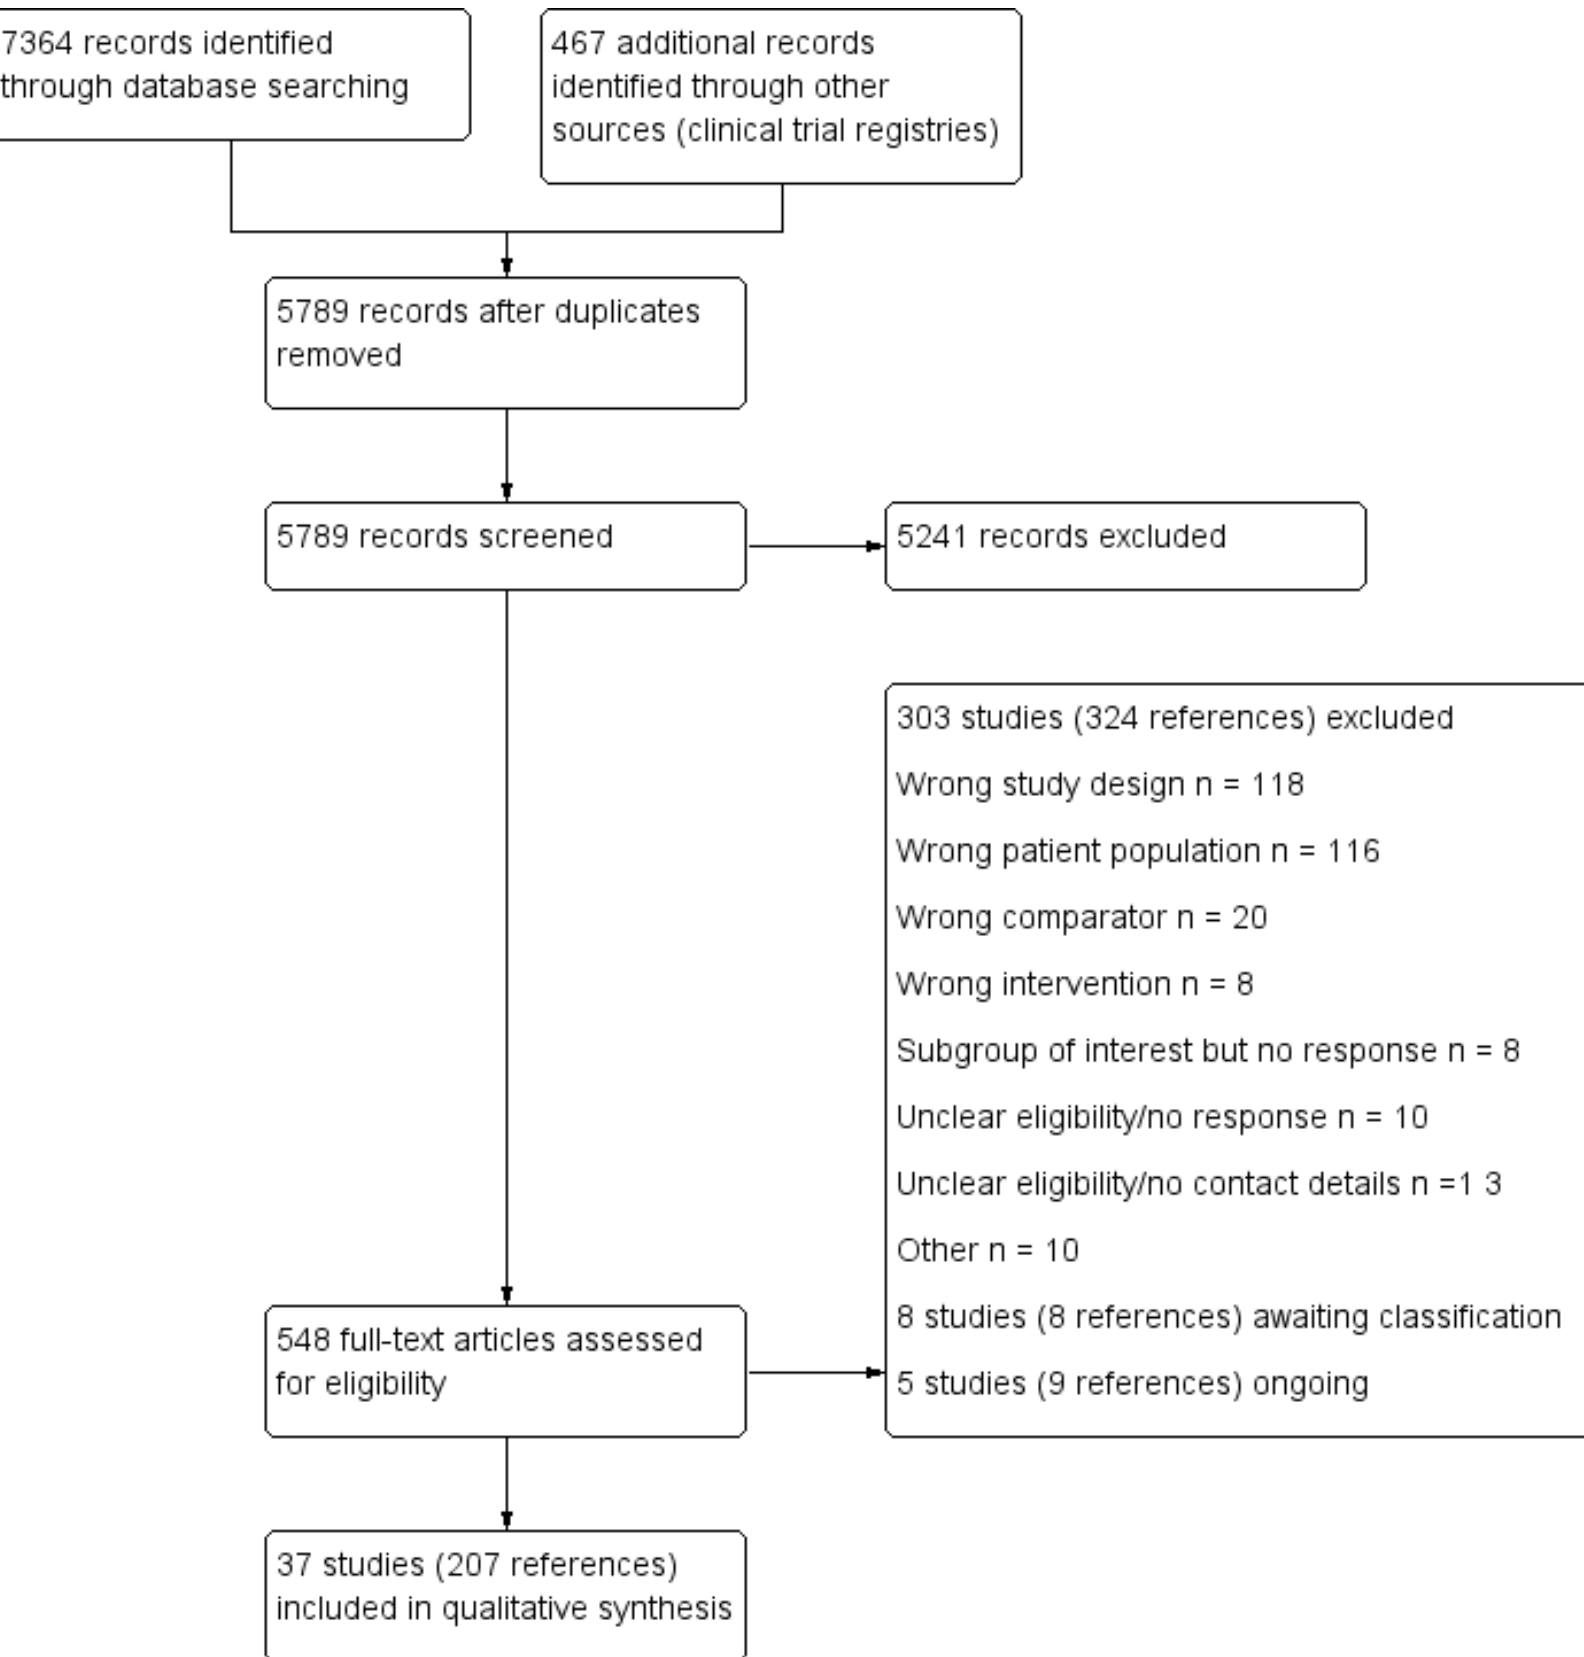 7364 records identified
through database searching
467 additional records
identified through other
sources (clinical trial registries)
5789 records after duplicates
removed
5789 records screened
5241 records excluded
303 studies (324 references) excluded
Wrong study design n = 118
Wrong patient population n = 116
Wrong comparator n = 20
Wrong intervention n = 8
Subgroup of interest but no response n = 8
Unclear eligibility/no response n = 10
Unclear eligibility/no contact details n =1 3
Other n = 10
8 studies (8 references) awaiting classification
5 studies (9 references) ongoing
548 full-text articles assessed
for eligibility
37 studies (207 references)
included in qualitative synthesis